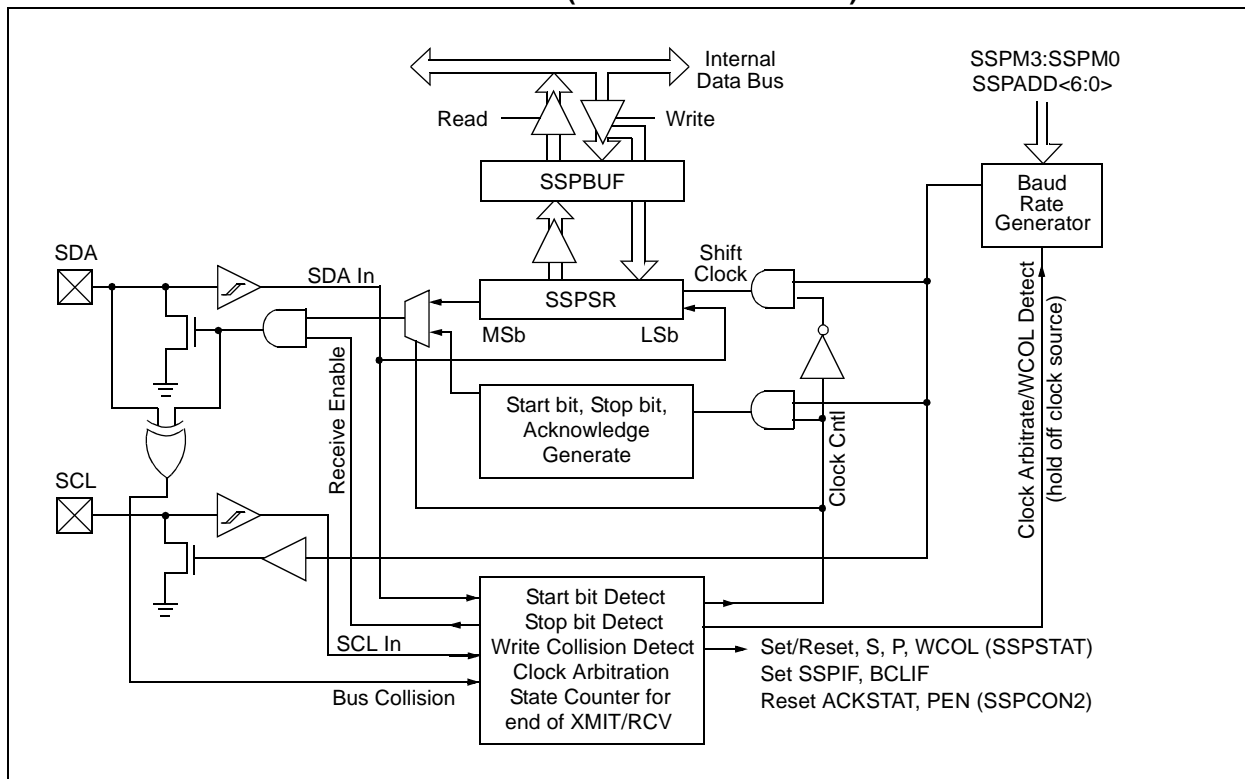 Internal
Data Bus
SSPM3:SSPM0
SSPADD<6:0>
Read
Write
SSPBUF
Baud
Rate
Generator
SDA
SDA In
Shift
Clock
SSPSR
MSb
LSb
Receive Enable
Start bit, Stop bit,
Acknowledge
Generate
Clock Cntl
Clock Arbitrate/WCOL Detect
(hold off clock source)
SCL
SCL In
Bus Collision
Start bit Detect
Stop bit Detect
Write Collision Detect
Clock Arbitration
State Counter for
end of XMIT/RCV
Set/Reset, S, P, WCOL (SSPSTAT)
Set SSPIF, BCLIF
Reset ACKSTAT, PEN (SSPCON2)